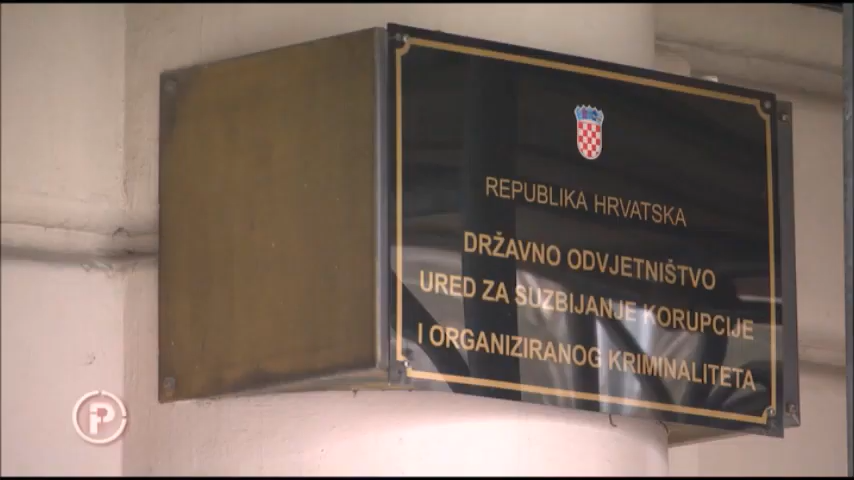 REPUBLIKA HRVATSKA
DRŽAVNO ODVJETNIŠTVO
URED ZA SUZBIJANJE KORUPCIJE
I ORGANIZIRANOG KRIMINALITETA
P